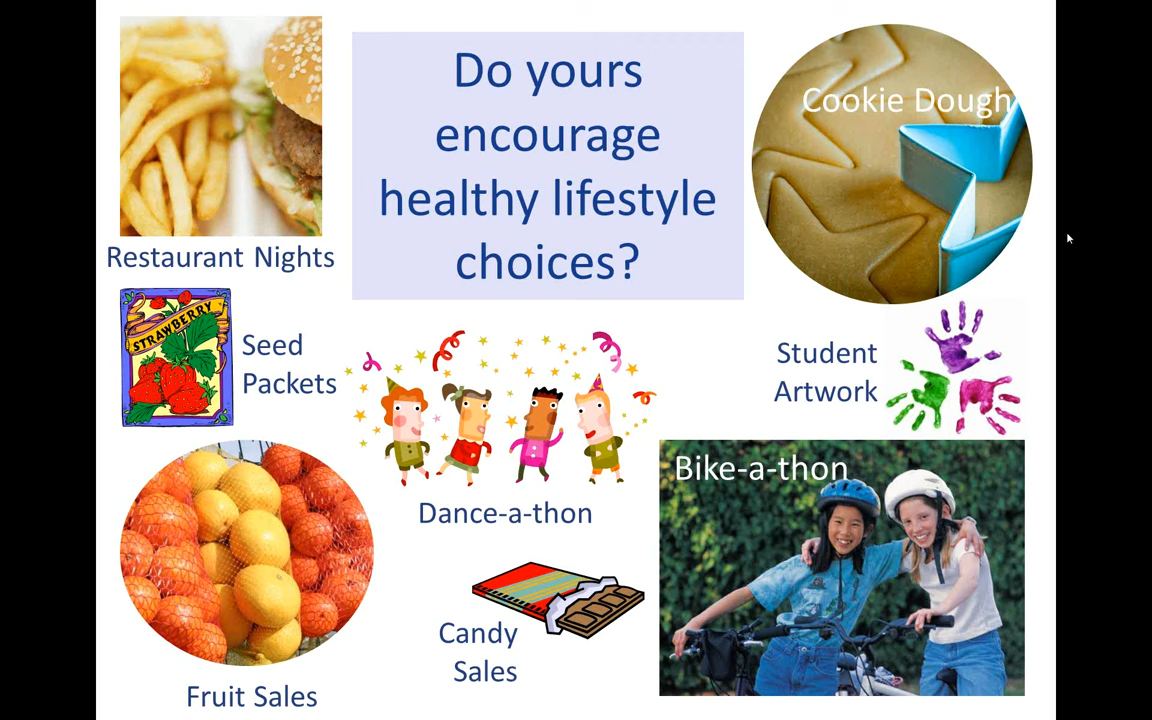 Do yours
encourage
healthy lifestyle
choices?
Cookie Dough
Restaurant Nights
STRAWBERRY
Seed
Packets
Student
Artwork
Dance-a-thon
Bike-a-thon
Candy
Sales
Fruit Sales